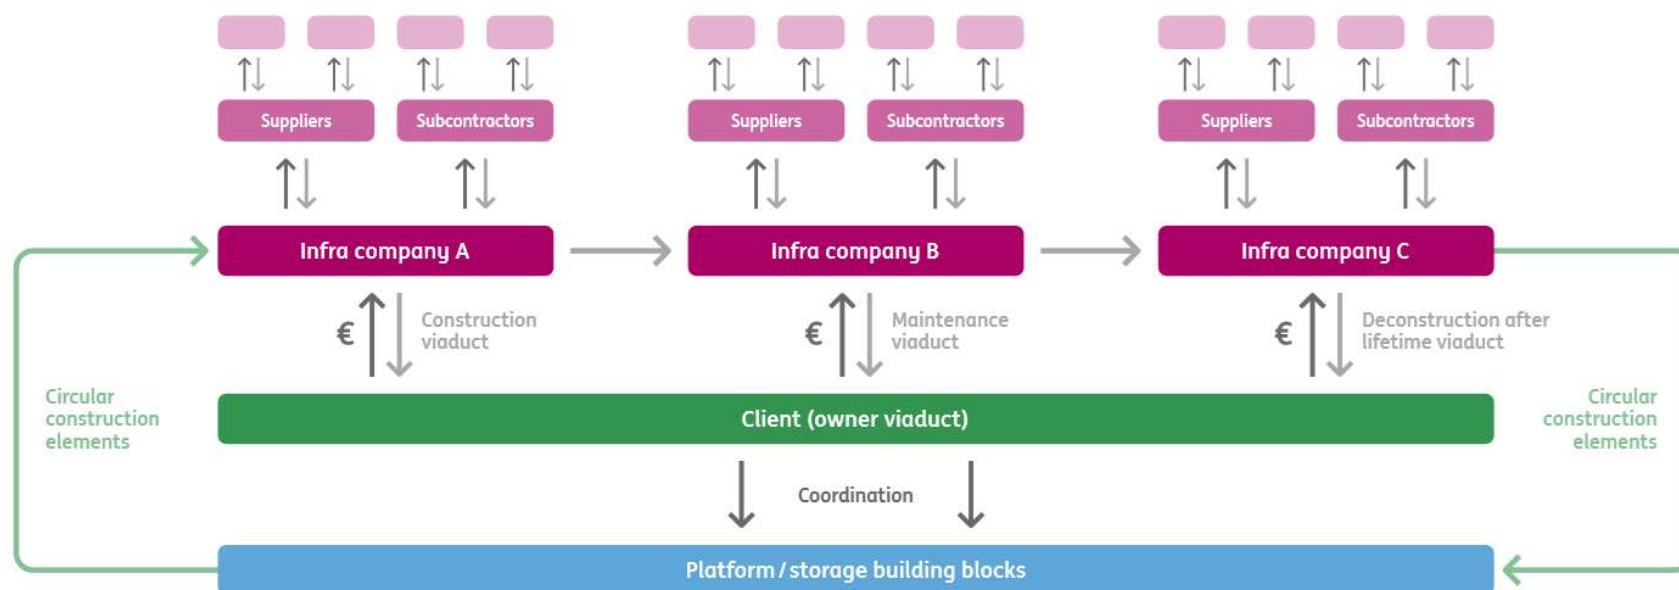 Suppliers
Subcontractors
Suppliers
Subcontractors
Suppliers
Subcontractors
Infra company A
Infra company B
Infra company C
€
Construction
viaduct
€
Maintenance
viaduct
€
Deconstruction after
lifetime viaduct
Circular
construction
elements
Client (owner viaduct)
Circular
construction
elements
Coordination
Platform / storage building blocks